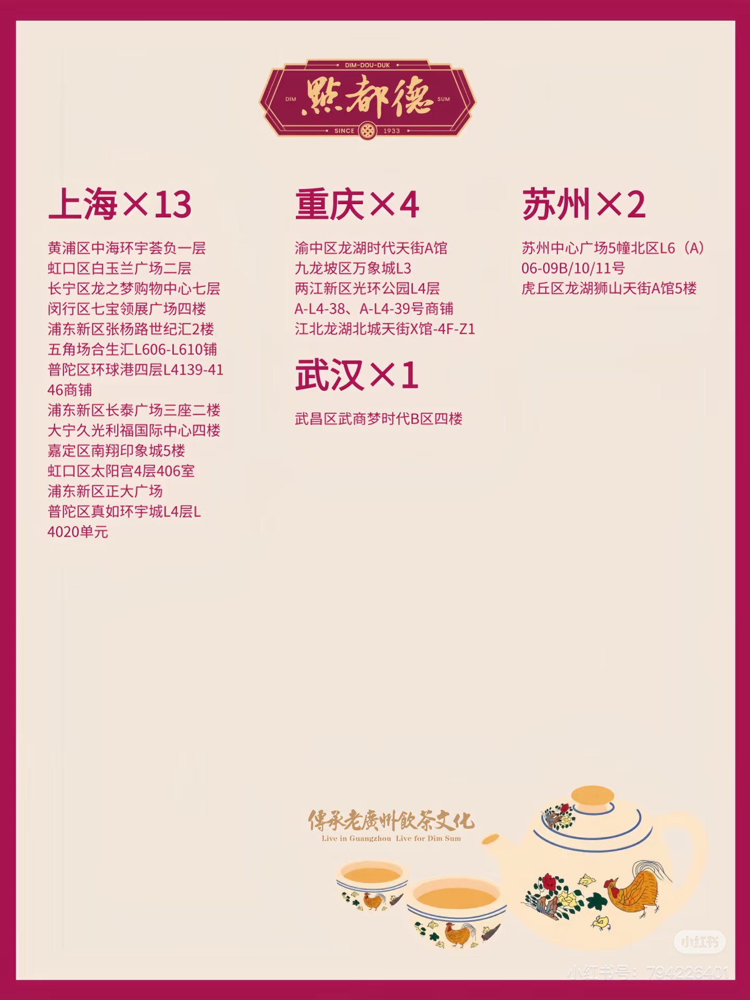 DIM-DOU-DUK
DIM 點都德 SUM
SINCE 1933
上海×13
黄浦区中海环宇荟负一层
虹口区白玉兰广场二层
长宁区龙之梦购物中心七层
闵行区七宝领展广场四楼
浦东新区张杨路世纪汇2楼
五角场合生汇L606-L610铺
普陀区环球港四层L4139-41
46商铺
浦东新区长泰广场三座二楼
大宁久光利福国际中心四楼
嘉定区南翔印象城5楼
虹口区太阳宫4层406室
浦东新区正大广场
普陀区真如环宇城L4层L
4020单元
重庆×4
渝中区龙湖时代天街A馆
九龙坡区万象城L3
两江新区光环公园L4层
A-L4-38、A-L4-39号商铺
江北龙湖北城天街X馆-4F-Z1
武汉×1
武昌区武商梦时代B区四楼
苏州×2
苏州中心广场5幢北区L6（A）
06-09B/10/11号
虎丘区龙湖狮山天街A馆5楼
傳承老廣州飲茶文化
Live in Guangzhou Live for Dim Sum
小红书
小红书号：794226401